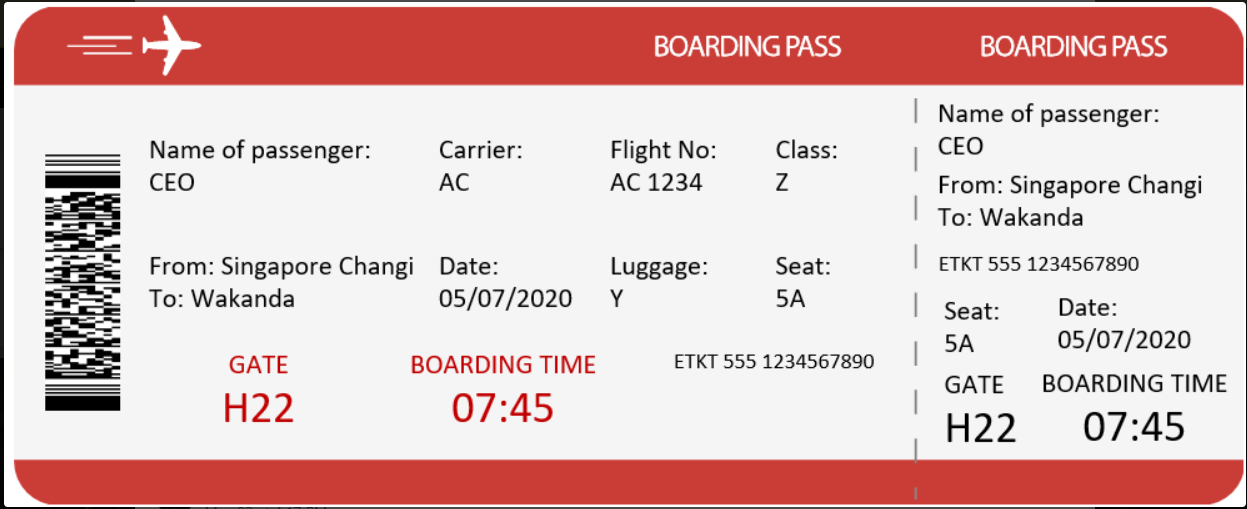 BOARDING PASS
Name of passenger: Carrier: Flight No: Class:
CEO AC AC 1234 Z
From: Singapore Changi Date: Luggage: Seat:
To: Wakanda 05/07/2020 Y 5A
GATE BOARDING TIME ETKT 555 1234567890
H22 07:45
BOARDING PASS
Name of passenger:
CEO
From: Singapore Changi
To: Wakanda
ETKT 555 1234567890
Seat: Date:
5A 05/07/2020
GATE BOARDING TIME
H22 07:45